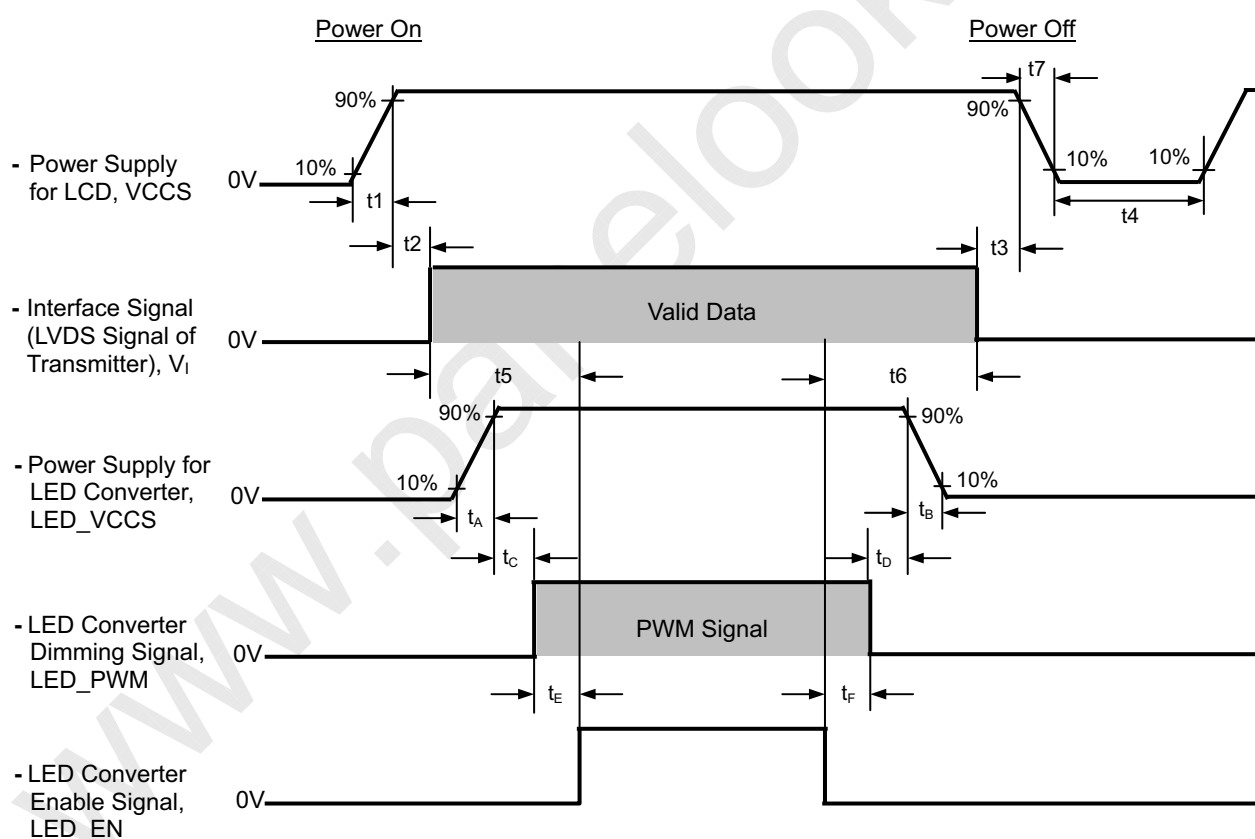 Power On
Power Off
t7
90%
90%
- Power Supply
for LCD, VCCS
10%
10%
10%
0V
t1
t4
t2
t3
- Interface Signal
(LVDS Signal of
Transmitter), VI
0V
Valid Data
t5
t6
90%
90%
- Power Supply for
LED Converter,
LED_VCCS
10%
10%
0V
tA
tB
tC
tD
- LED Converter
Dimming Signal,
LED_PWM
0V
PWM Signal
tE
tF
- LED Converter
Enable Signal,
LED_EN
0V